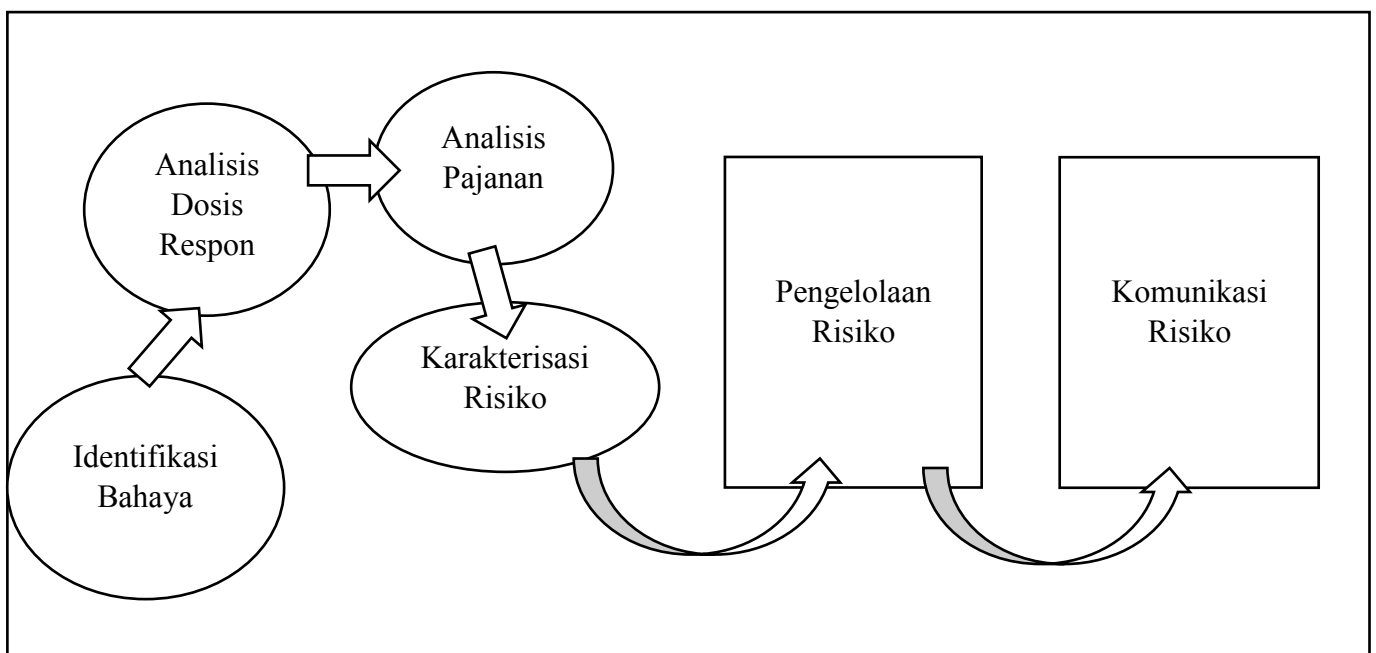 Identifikasi
Bahaya
Analisis
Dosis
Respon
Analisis
Pajanan
Karakterisasi
Risiko
Pengelolaan
Risiko
Komunikasi
Risiko